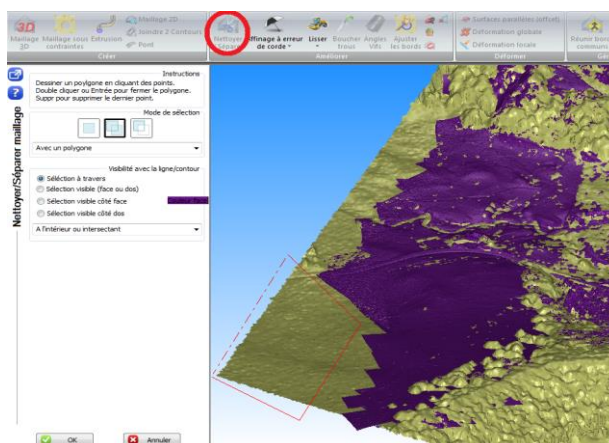 3D
Maillage 2D
Joindre 2 Contours
Pont
Maillage 3D
Maillage sous contraintes
Extrusion
Créer
Nettoyer
Séparer
Affinage à erreur de corde
Lisser
Boucher trous
Angles Vifs
Ajuster les bords
Améliorer
Surfaces parallèles (offset)
Déformation globale
Déformation locale
Déformer
Réunir bords communs
Instructions
Dessiner un polygone en cliquant des points.
Double cliquer ou Entrée pour fermer le polygone.
Suppr pour supprimer le dernier point.
Nettoyer/Séparer maillage
Mode de sélection
Avec un polygone
Visibilité avec la ligne/contour
Séléction à travers
Sélection visible (face ou dos)
Sélection visible côté face
Sélection visible côté dos
A l'intérieur ou intersectant
OK
Annuler